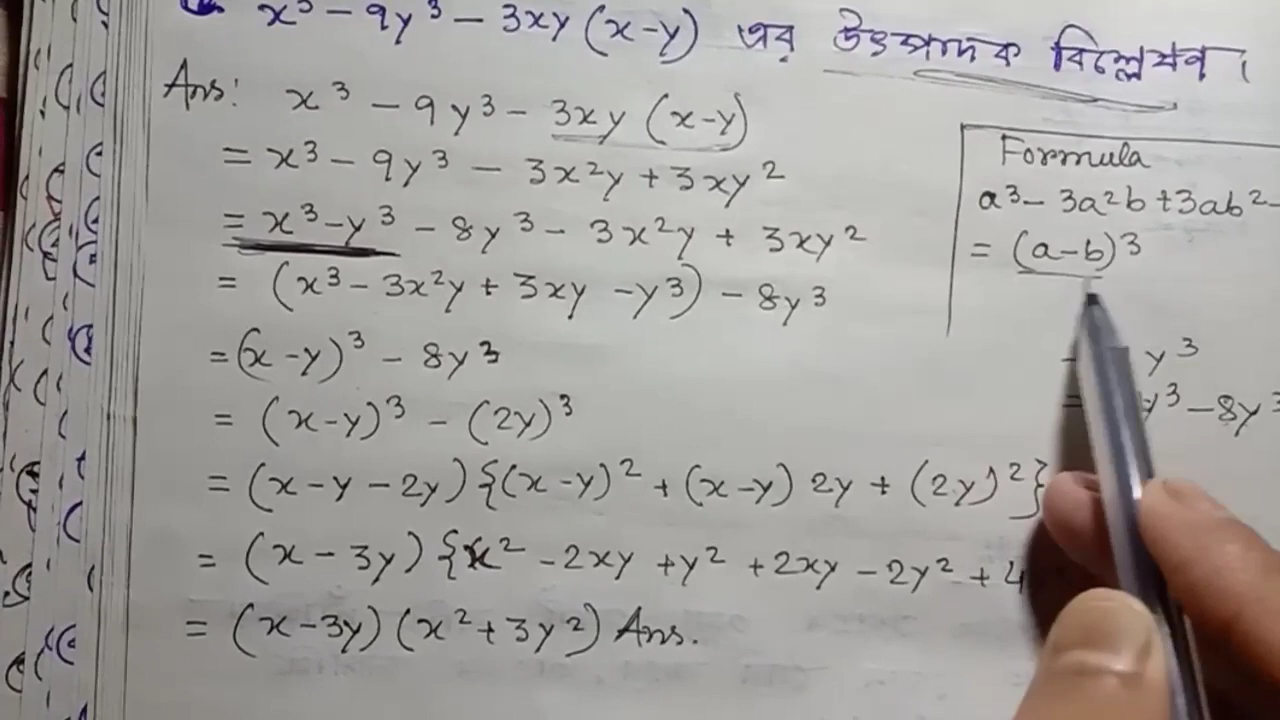 x³ - 9y³ - 3xy (x-y) এর উৎপাদক বিশ্লেষণ।
Ans: x³ - 9y³ - 3xy (x-y)
= x³ - 9y³ - 3x²y + 3xy²
= x³ - y³ - 8y³ - 3x²y + 3xy²
= (x³ - 3x²y + 3xy - y³) - 8y³
= (x - y)³ - 8y³
= (x-y)³ - (2y)³
= (x - y - 2y) {(x-y)² + (x-y) 2y + (2y)²}
= (x - 3y) {x² - 2xy + y² + 2xy - 2y² + 4
= (x-3y) (x² + 3y²) Ans.
Formula
a³ - 3a²b + 3ab² -
= (a-b)³
y³
y³ - 8y³